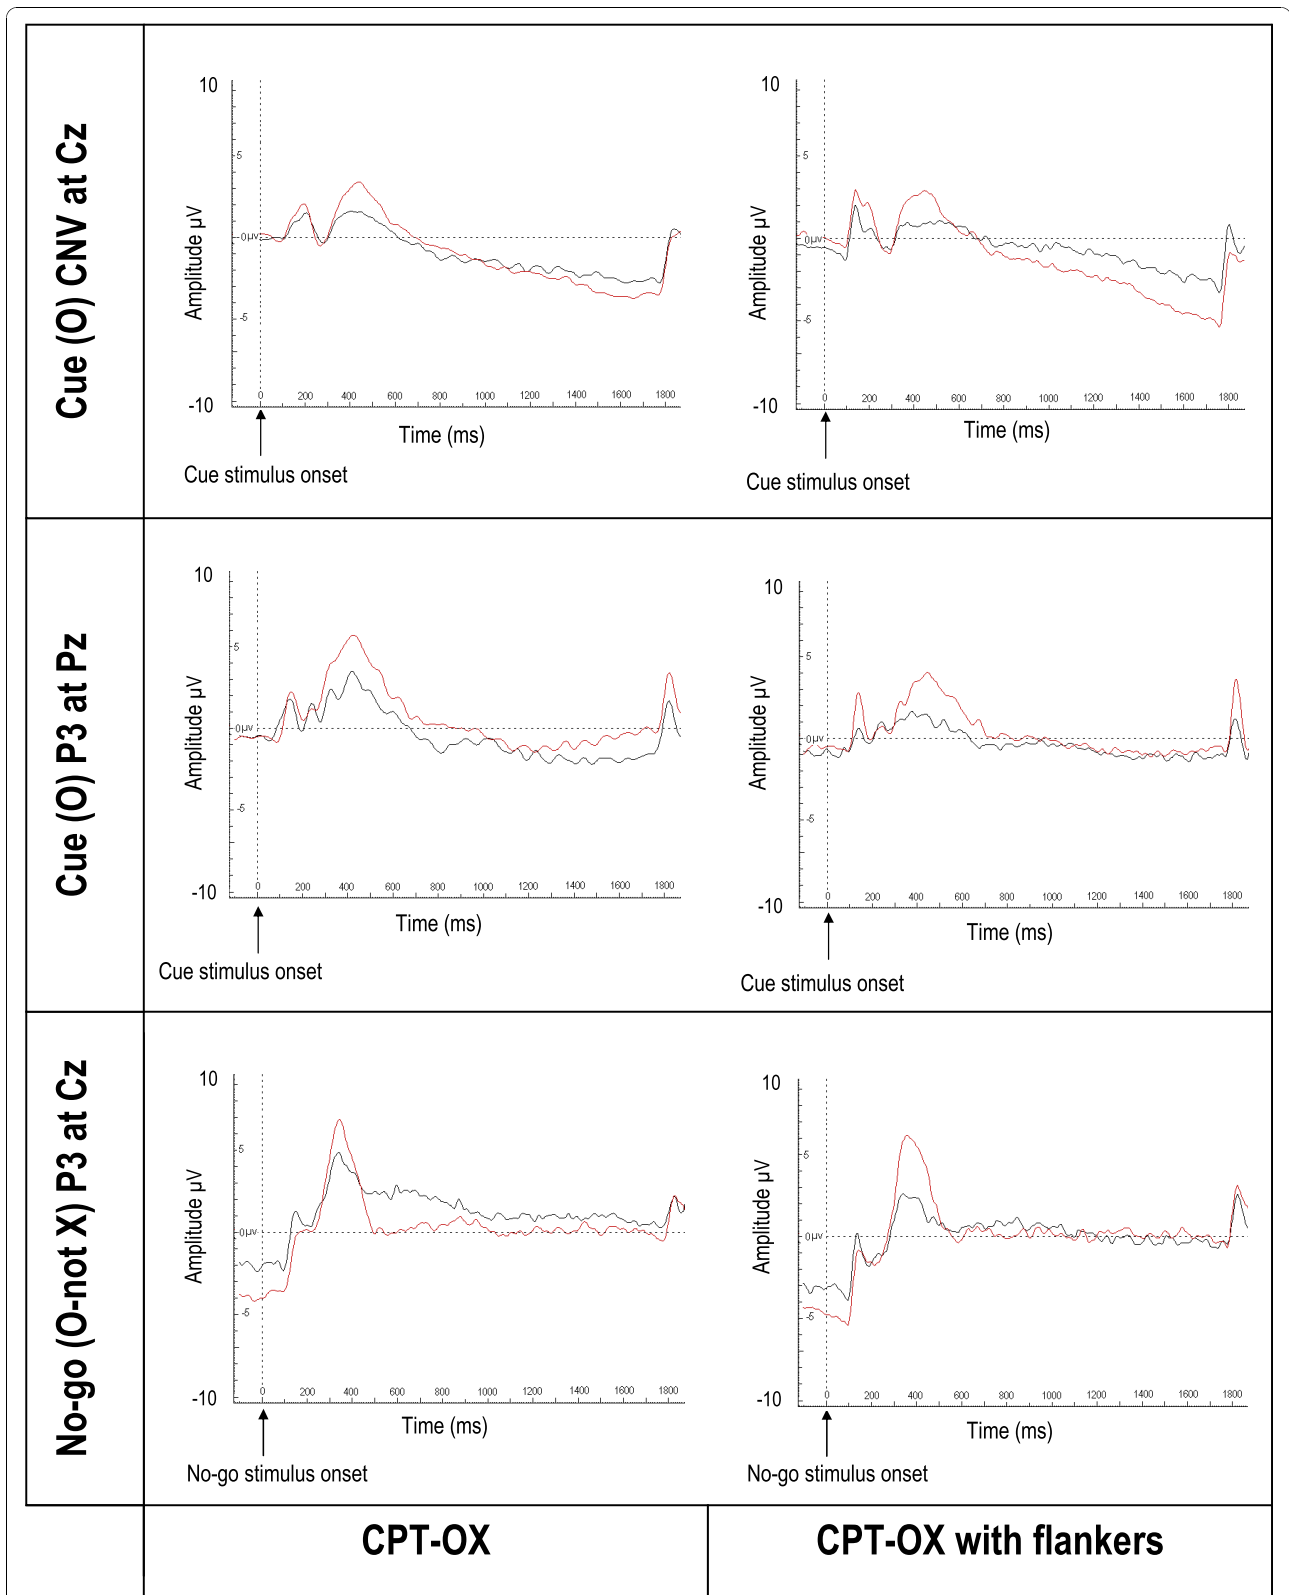 Cue (O) CNV at Cz
10
5
0µv
-5
-10
Amplitude µV
0 200 400 600 800 1000 1200 1400 1600 1800
Time (ms)
Cue stimulus onset
10
5
0µv
-5
-10
Amplitude µV
0 200 400 600 800 1000 1200 1400 1600 1800
Time (ms)
Cue stimulus onset
Cue (O) P3 at Pz
10
5
0µv
-5
-10
Amplitude µV
0 200 400 600 800 1000 1200 1400 1600 1800
Time (ms)
Cue stimulus onset
10
5
0µv
-5
-10
Amplitude µV
0 200 400 600 800 1000 1200 1400 1600 1800
Time (ms)
Cue stimulus onset
No-go (O-not X) P3 at Cz
10
5
0µv
-5
-10
Amplitude µV
0 200 400 600 800 1000 1200 1400 1600 1800
Time (ms)
No-go stimulus onset
10
5
0µv
-5
-10
Amplitude µV
0 200 400 600 800 1000 1200 1400 1600 1800
Time (ms)
No-go stimulus onset
CPT-OX
CPT-OX with flankers